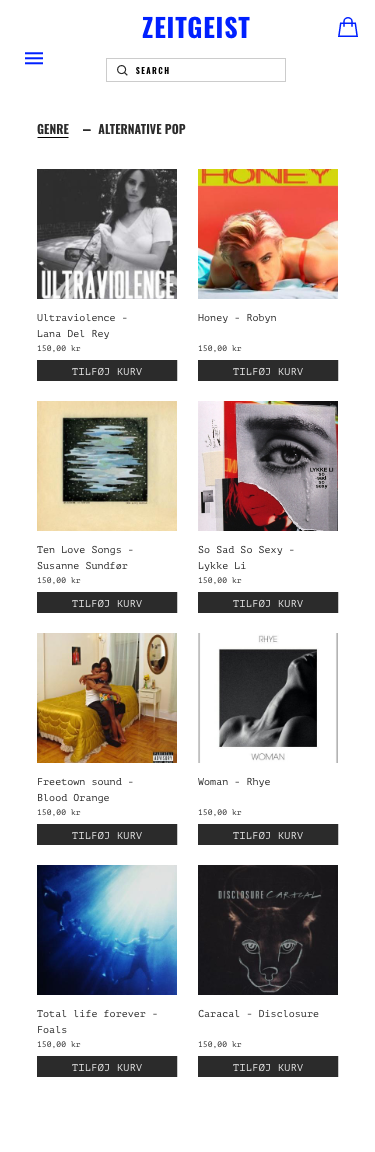 ZEITGEIST
SEARCH
GENRE – ALTERNATIVE POP
ULTRAVIOLENCE
HONEY
Ultraviolence -
Lana Del Rey
150,00 kr
TILFØJ KURV
Honey - Robyn
150,00 kr
TILFØJ KURV
LYKKE LI
so
sad
so
sexy
Ten Love Songs -
Susanne Sundfør
150,00 kr
TILFØJ KURV
So Sad So Sexy -
Lykke Li
150,00 kr
TILFØJ KURV
RHYE
WOMAN
Freetown sound -
Blood Orange
150,00 kr
TILFØJ KURV
Woman - Rhye
150,00 kr
TILFØJ KURV
DISCLOSURE CARACAL
Total life forever -
Foals
150,00 kr
TILFØJ KURV
Caracal - Disclosure
150,00 kr
TILFØJ KURV